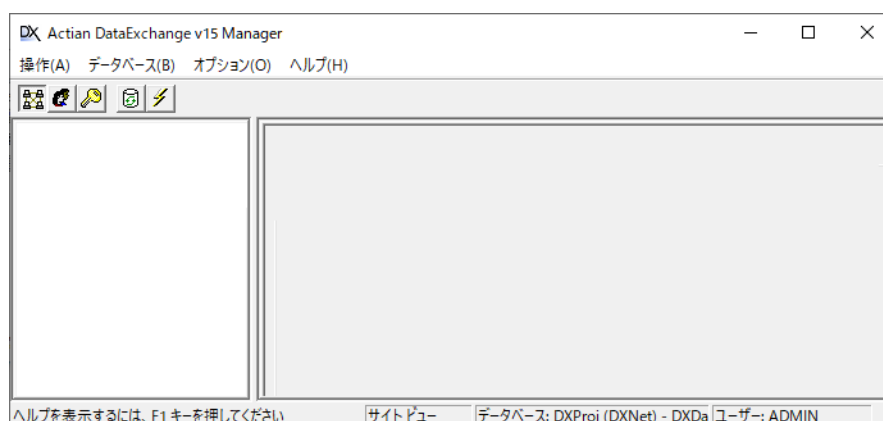 DX Actian DataExchange v15 Manager
操作(A) データベース(B) オプション(O) ヘルプ(H)
ヘルプを表示するには、F1 キーを押してください サイト ビュー データベース: DXProj (DXNet) - DXDa ユーザー: ADMIN